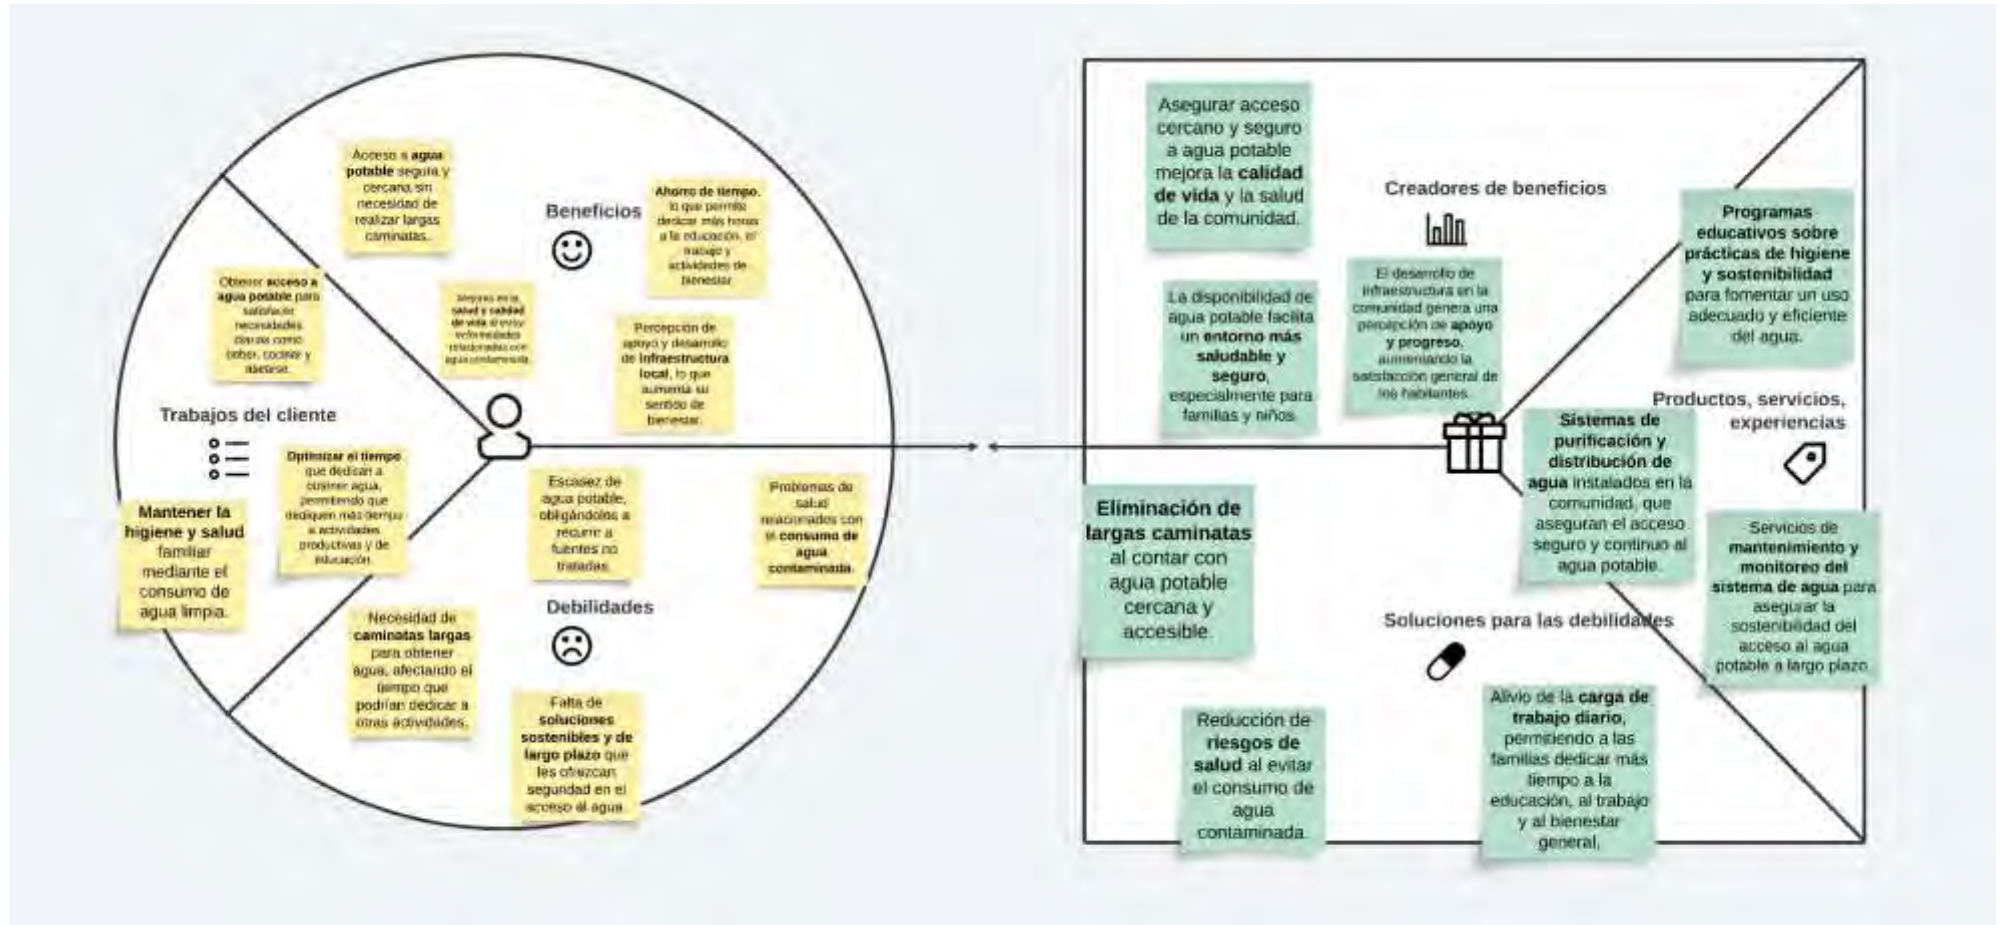 Acceso a agua
potable segura y
cercana sin
necesidad de
realizar largas
caminatas.
Beneficios
Ahorro de tiempo,
lo que permite
dedicar más horas
a la educación, el
trabajo y
actividades de
bienestar
Obtener acceso a
agua potable para
satisfacer
necesidades
diarias como
beber, cocinar y
asearse.
Mejoras en la
salud y calidad
de vida al evitar
enfermedades
relacionadas con
agua contaminada.
Percepción de
apoyo y desarrollo
de infraestructura
local, lo que
aumenta su
sentido de
bienestar.
Trabajos del cliente
Optimizar el tiempo
que dedican a
obtener agua,
permitiendo que
dediquen más tiempo
a actividades
productivas y de
educación.
Mantener la
higiene y salud
familiar
mediante el
consumo de
agua limpia.
Escasez de
agua potable,
obligándolos a
recurrir a
fuentes no
tratadas.
Problemas de
salud
relacionados con
el consumo de
agua
contaminada.
Debilidades
Necesidad de
caminatas largas
para obtener
agua, afectando el
tiempo que
podrían dedicar a
otras actividades.
Falta de
soluciones
sostenibles y de
largo plazo que
les ofrezcan
seguridad en el
acceso al agua.
Asegurar acceso
cercano y seguro
a agua potable
mejora la calidad
de vida y la salud
de la comunidad.
Creadores de beneficios
La disponibilidad de
agua potable facilita
un entorno más
saludable y
seguro,
especialmente para
familias y niños.
El desarrollo de
infraestructura en la
comunidad genera una
percepción de apoyo
y progreso,
aumentando la
satisfacción general de
los habitantes.
Programas
educativos sobre
prácticas de higiene
y sostenibilidad
para fomentar un uso
adecuado y eficiente
del agua.
Productos, servicios,
experiencias
Sistemas de
purificación y
distribución de
agua instalados en la
comunidad, que
aseguran el acceso
seguro y continuo al
agua potable.
Servicios de
mantenimiento y
monitoreo del
sistema de agua para
asegurar la
sostenibilidad del
acceso al agua
potable a largo plazo
Eliminación de
largas caminatas
al contar con
agua potable
cercana y
accesible.
Soluciones para las debilidades
Reducción de
riesgos de
salud al evitar
el consumo de
agua
contaminada.
Alivio de la carga de
trabajo diario,
permitiendo a las
familias dedicar más
tiempo a la
educación, al trabajo
y al bienestar
general.